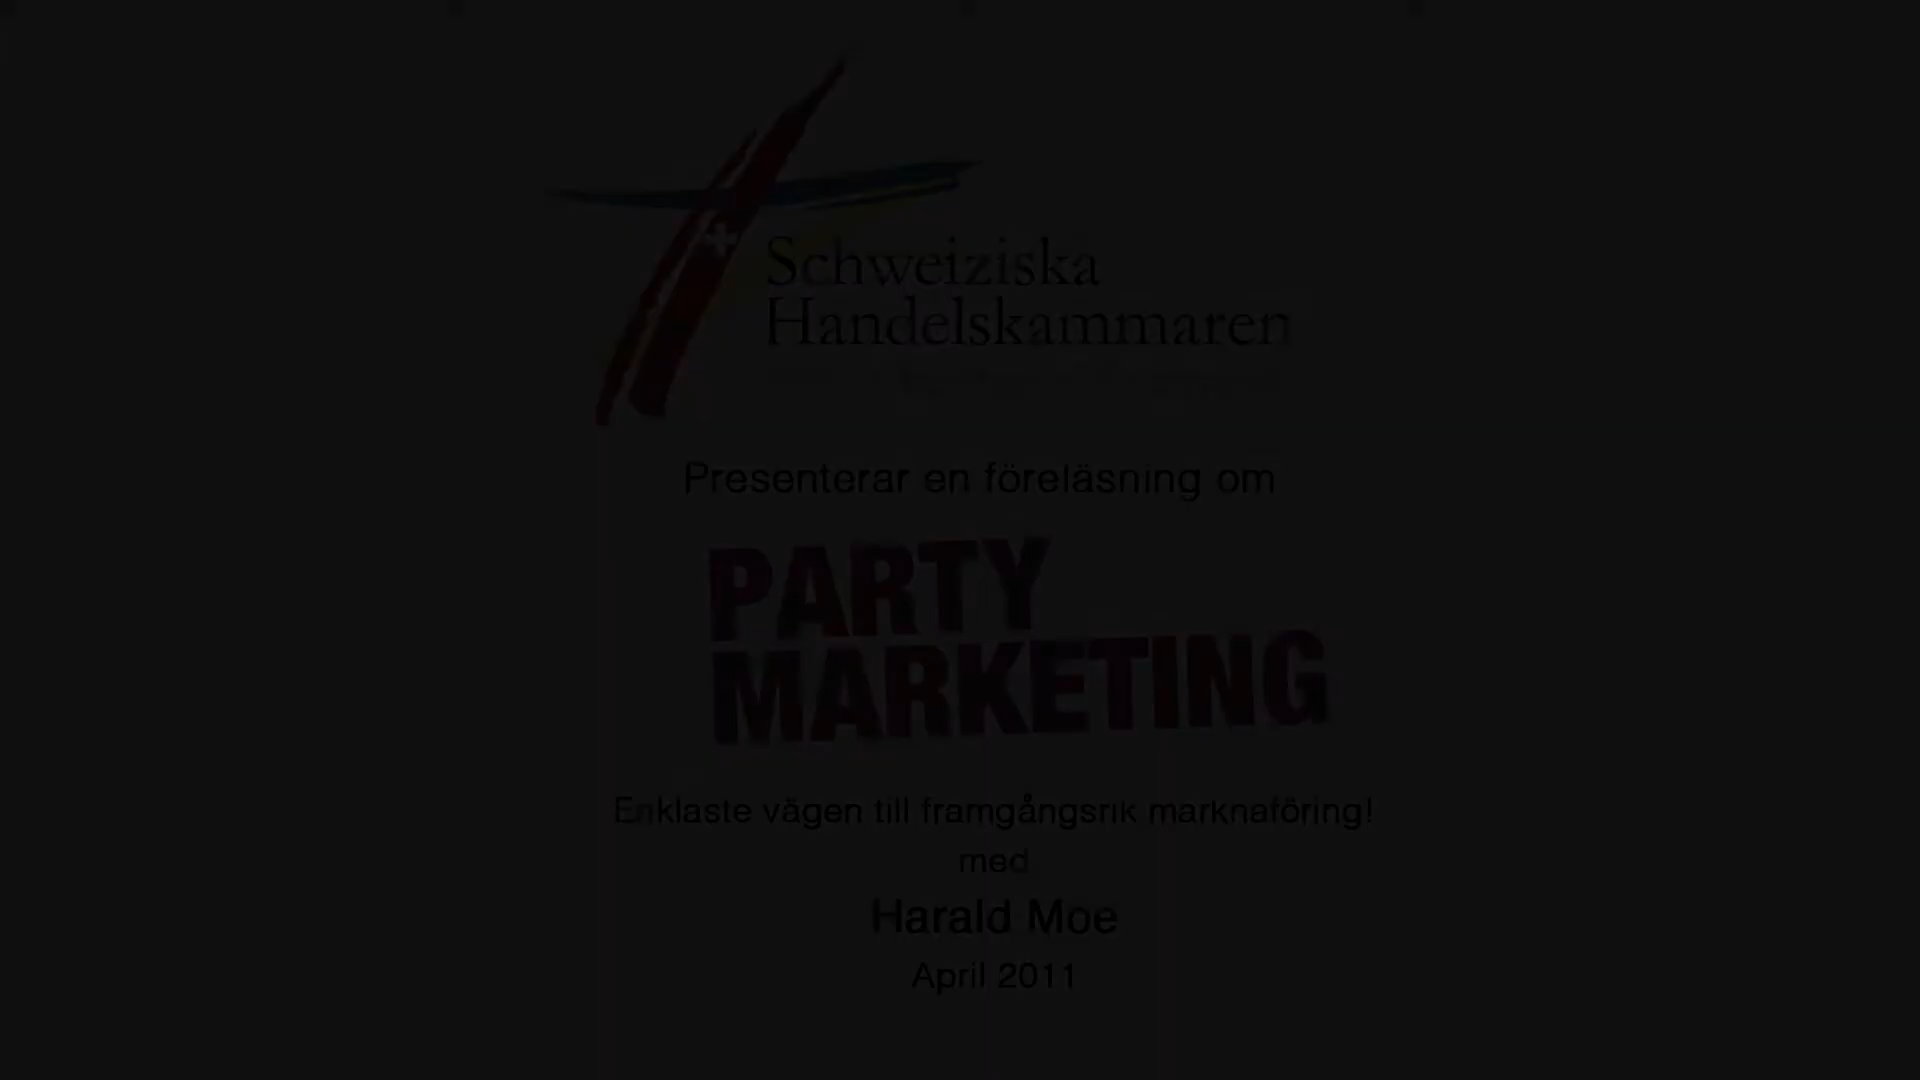 Schweiziska
Handelskammaren
Presenterar en föreläsning om
PARTY
MARKETING
Enklaste vägen till framgångsrik marknaföring!
med
Harald Moe
April 2011